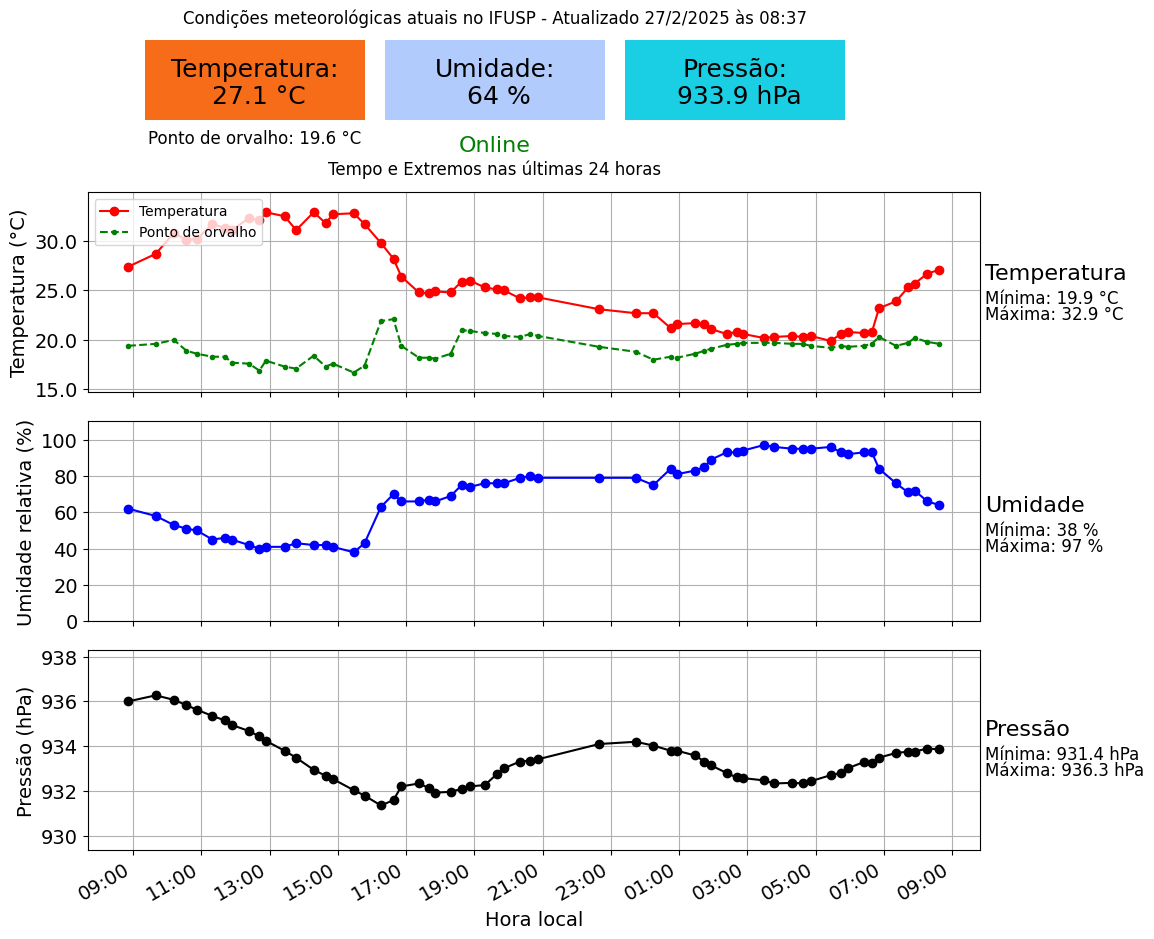 Condições meteorológicas atuais no IFUSP - Atualizado 27/2/2025 às 08:37
Temperatura:
27.1 °C
Umidade:
64 %
Pressão:
933.9 hPa
Ponto de orvalho: 19.6 °C
Online
Tempo e Extremos nas últimas 24 horas
Temperatura (°C)
30.0
25.0
20.0
15.0
Temperatura
Ponto de orvalho
Temperatura
Mínima: 19.9 °C
Máxima: 32.9 °C
Umidade relativa (%)
100
80
60
40
20
0
Umidade
Mínima: 38 %
Máxima: 97 %
Pressão (hPa)
938
936
934
932
930
Pressão
Mínima: 931.4 hPa
Máxima: 936.3 hPa
09:00
11:00
13:00
15:00
17:00
19:00
21:00
23:00
01:00
03:00
05:00
07:00
09:00
Hora local